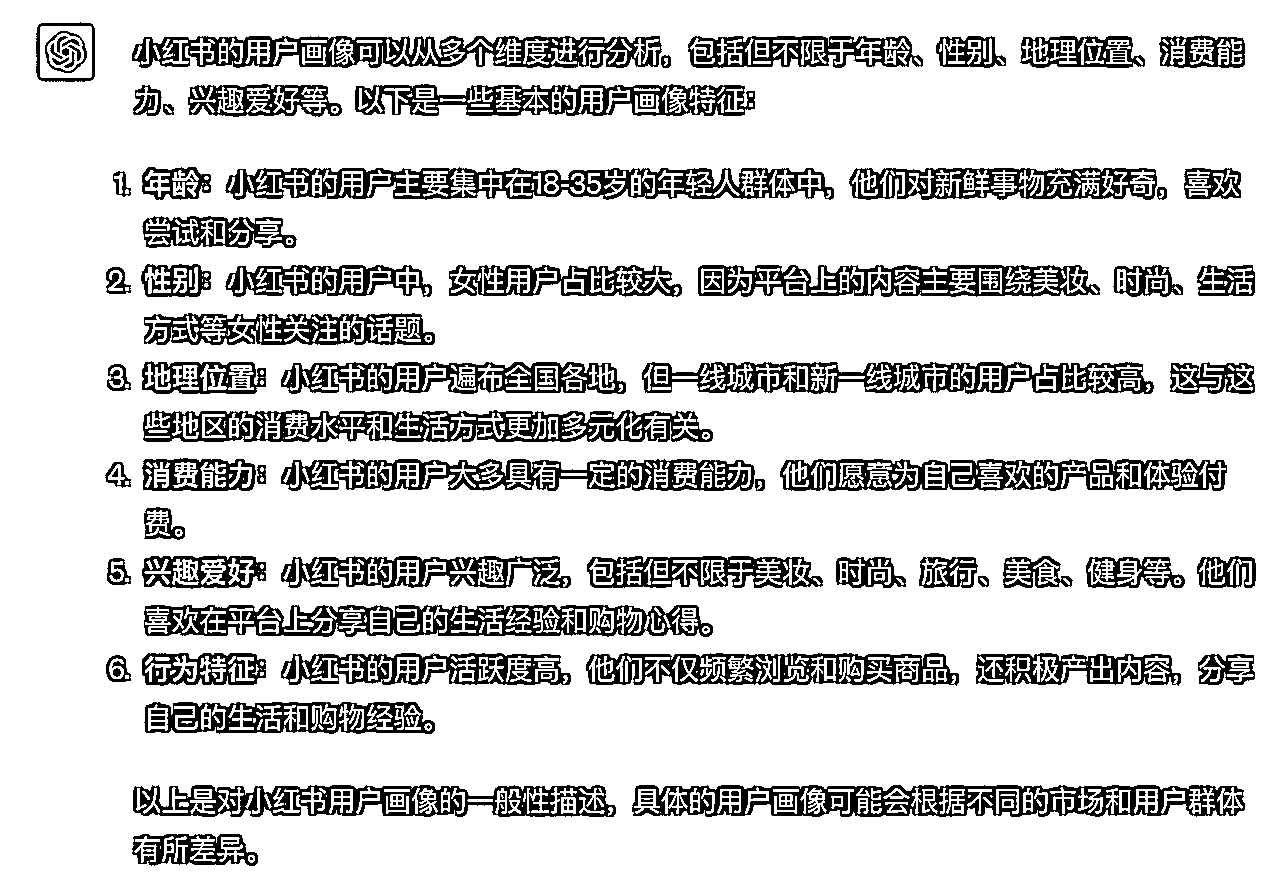 小红书的用户画像可以从多个维度进行分析，包括但不限于年龄、性别、地理位置、消费能
力、兴趣爱好等。以下是一些基本的用户画像特征：
1. 年龄：小红书的用户主要集中在18-35岁的年轻人群体中，他们对新鲜事物充满好奇，喜欢
尝试和分享。
2. 性别：小红书的用户中，女性用户占比较大，因为平台上的内容主要围绕美妆、时尚、生活
方式等女性关注的话题。
3. 地理位置：小红书的用户遍布全国各地，但一线城市和新一线城市的用户占比较高，这与这
些地区的消费水平和生活方式更加多元化有关。
4. 消费能力：小红书的用户大多具有一定的消费能力，他们愿意为自己喜欢的产品和体验付
费。
5. 兴趣爱好：小红书的用户兴趣广泛，包括但不限于美妆、时尚、旅行、美食、健身等。他们
喜欢在平台上分享自己的生活经验和购物心得。
6. 行为特征：小红书的用户活跃度高，他们不仅频繁浏览和购买商品，还积极产出内容，分享
自己的生活和购物经验。
以上是对小红书用户画像的一般性描述，具体的用户画像可能会根据不同的市场和用户群体
有所差异。